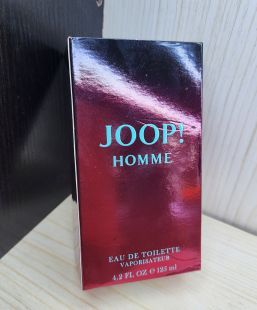 JOOP!
HOMME
EAU DE TOILETTE
VAPORISATEUR
4.2 FL OZ ℮ 125 ml